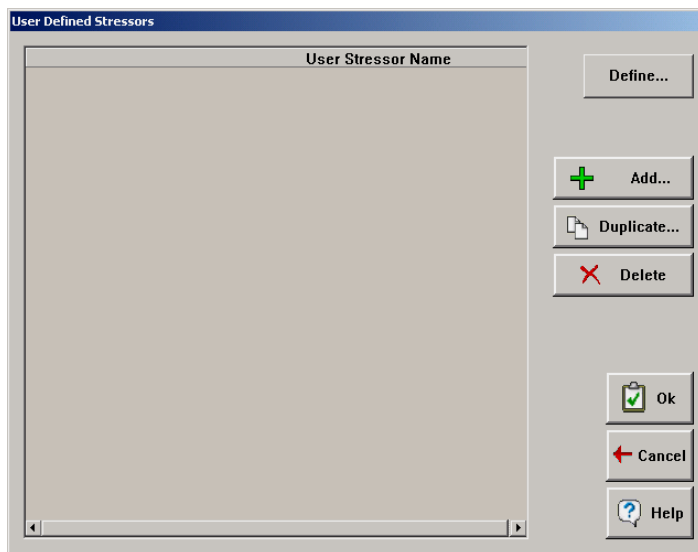 User Defined Stressors
User Stressor Name
Define...
Add...
Duplicate...
Delete
Ok
Cancel
Help